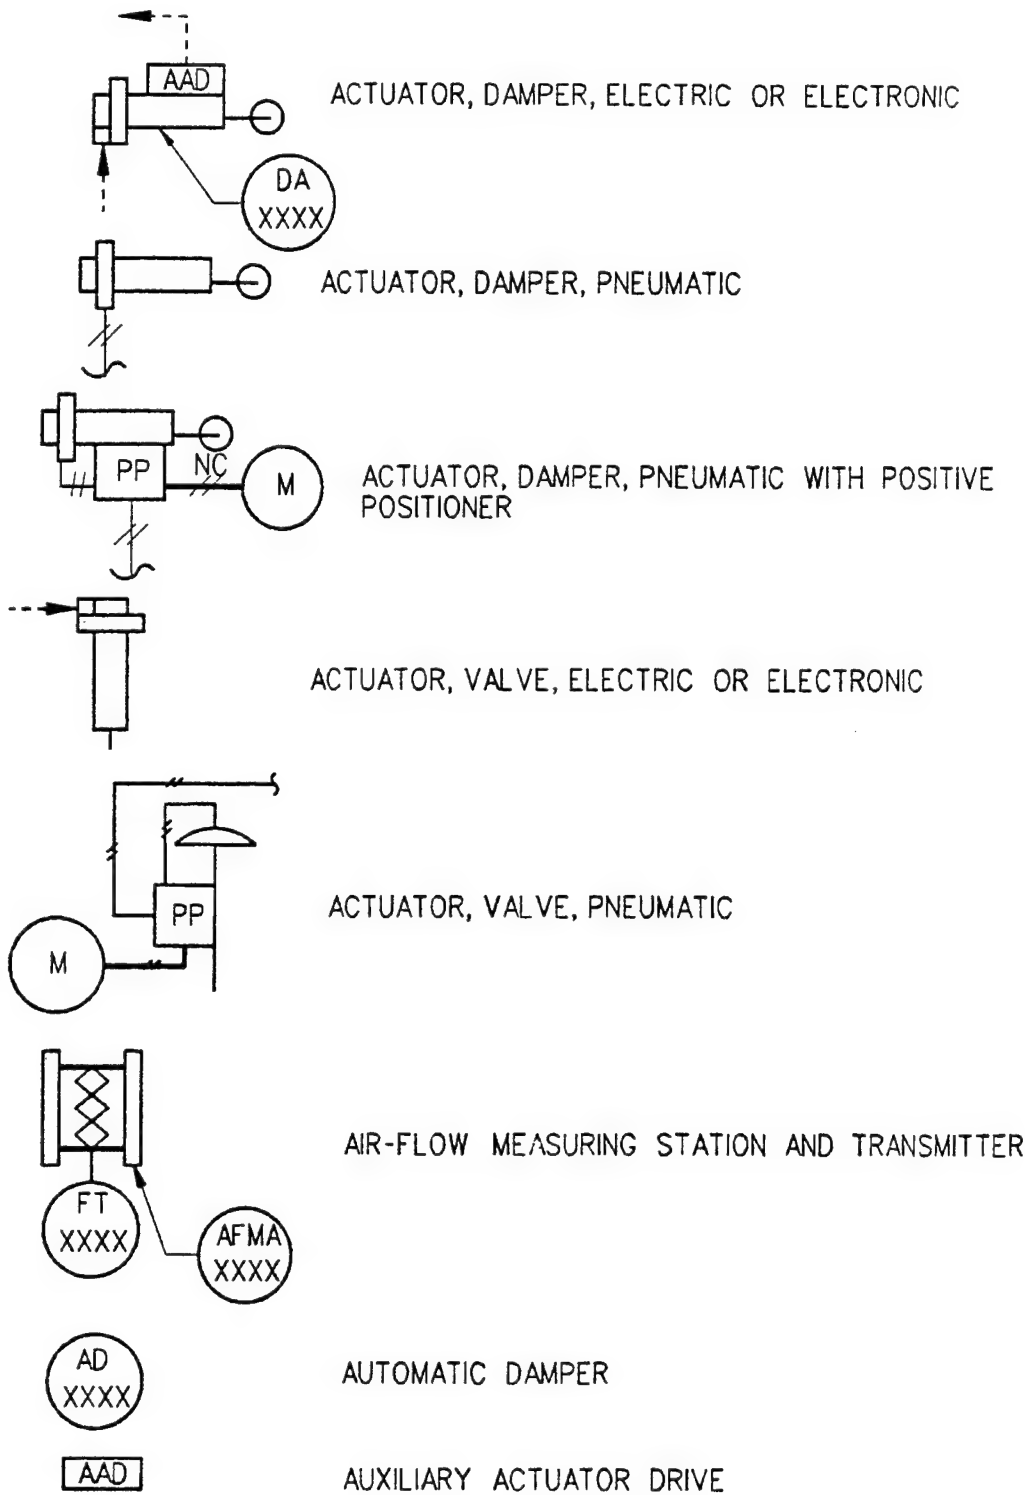 AAD
ACTUATOR, DAMPER, ELECTRIC OR ELECTRONIC
DA
XXXX
ACTUATOR, DAMPER, PNEUMATIC
PP
NC
M
ACTUATOR, DAMPER, PNEUMATIC WITH POSITIVE
POSITIONER
ACTUATOR, VALVE, ELECTRIC OR ELECTRONIC
PP
ACTUATOR, VALVE, PNEUMATIC
M
AIR-FLOW MEASURING STATION AND TRANSMITTER
FT
XXXX
AFMA
XXXX
AD
XXXX
AUTOMATIC DAMPER
AAD
AUXILIARY ACTUATOR DRIVE